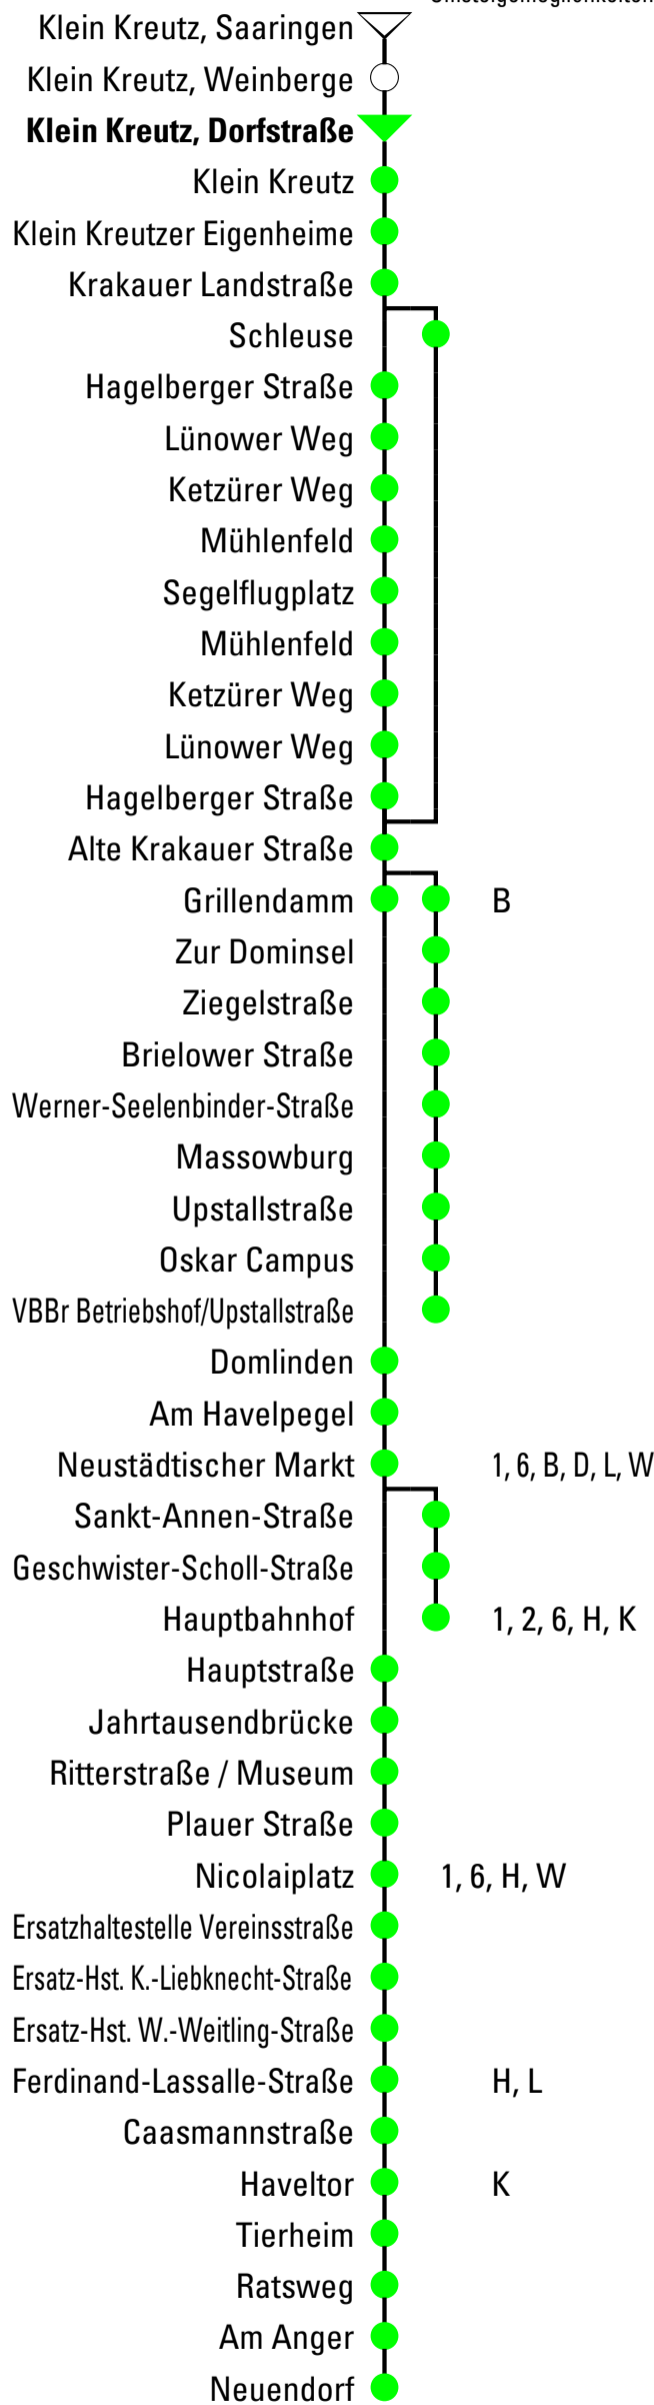 Umsteigemöglichkeiten
Klein Kreutz, Saaringen
Klein Kreutz, Weinberge
Klein Kreutz, Dorfstraße
Klein Kreutz
Klein Kreutzer Eigenheime
Krakauer Landstraße
Schleuse
Hagelberger Straße
Lünower Weg
Ketzürer Weg
Mühlenfeld
Segelflugplatz
Mühlenfeld
Ketzürer Weg
Lünower Weg
Hagelberger Straße
Alte Krakauer Straße
Grillendamm B
Zur Dominsel
Ziegelstraße
Brielower Straße
Werner-Seelenbinder-Straße
Massowburg
Upstallstraße
Oskar Campus
VBBr Betriebshof/Upstallstraße
Domlinden
Am Havelpegel
Neustädtischer Markt 1, 6, B, D, L, W
Sankt-Annen-Straße
Geschwister-Scholl-Straße
Hauptbahnhof 1, 2, 6, H, K
Hauptstraße
Jahrtausendbrücke
Ritterstraße / Museum
Plauer Straße
Nicolaiplatz 1, 6, H, W
Ersatzhaltestelle Vereinsstraße
Ersatz-Hst. K.-Liebknecht-Straße
Ersatz-Hst. W.-Weitling-Straße
Ferdinand-Lassalle-Straße H, L
Caasmannstraße
Haveltor K
Tierheim
Ratsweg
Am Anger
Neuendorf